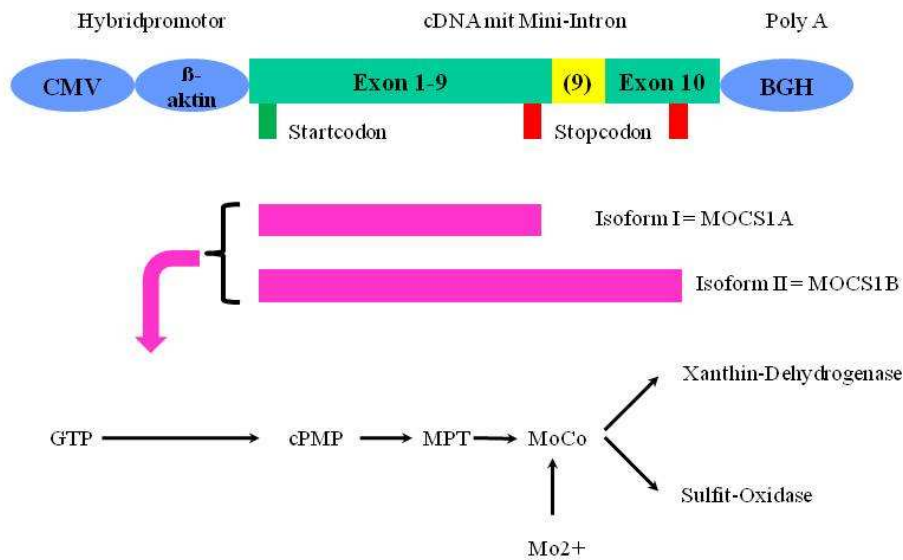 Hybridpromotor cDNA mit Mini-Intron Poly A
CMV ß-aktin Exon 1-9 (9) Exon 10 BGH
Startcodon Stopcodon
Isoform I = MOCS1A
Isoform II = MOCS1B
Xanthin-Dehydrogenase
GTP cPMP MPT MoCo
Sulfit-Oxidase
Mo2+